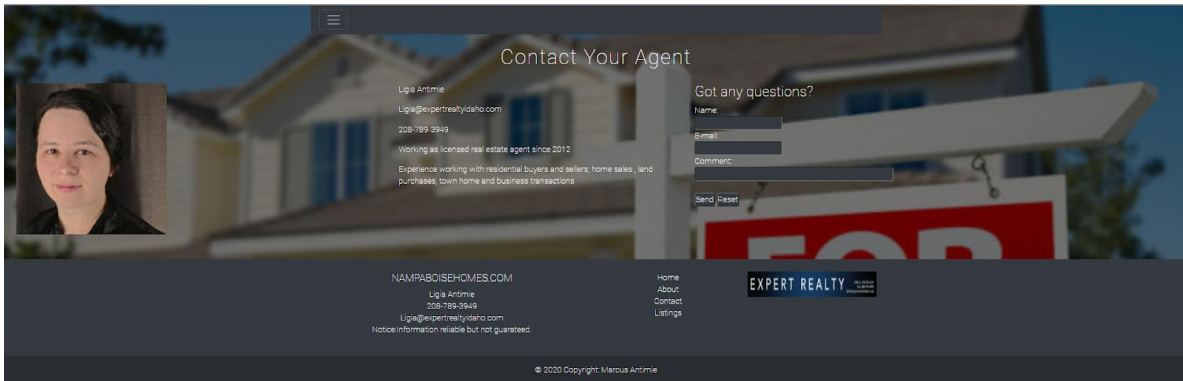 Contact Your Agent
Ligia Antimie
Ligia@expertrealtyidaho.com
208-789-3949
Working as licensed real estate agent since 2012
Experience working with residential buyers and sellers; home sales , land
purchases, town home and business transactions
Got any questions?
Name:
E-mail:
Comment:
Send Reset
FOR
NAMPABOISEHOMES.COM
Ligia Antimie
208-789-3949
Ligia@expertrealtyidaho.com
Notice:Information reliable but not guarateed.
Home
About
Contact
Listings
EXPERT REALTY
© 2020 Copyright: Marcus Antimie